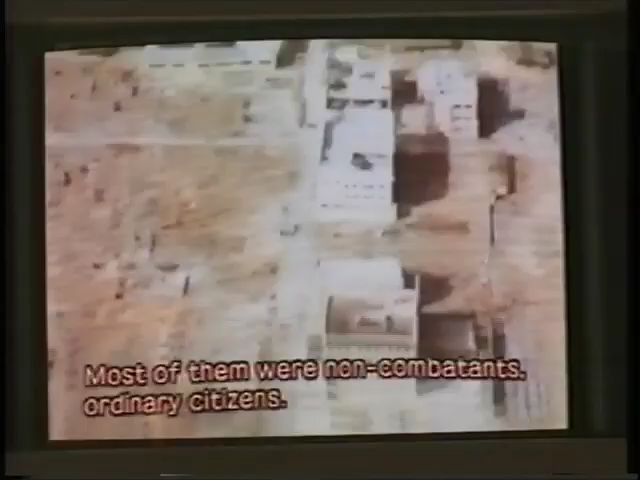 Most of them were non-combatants.
ordinary citizens.